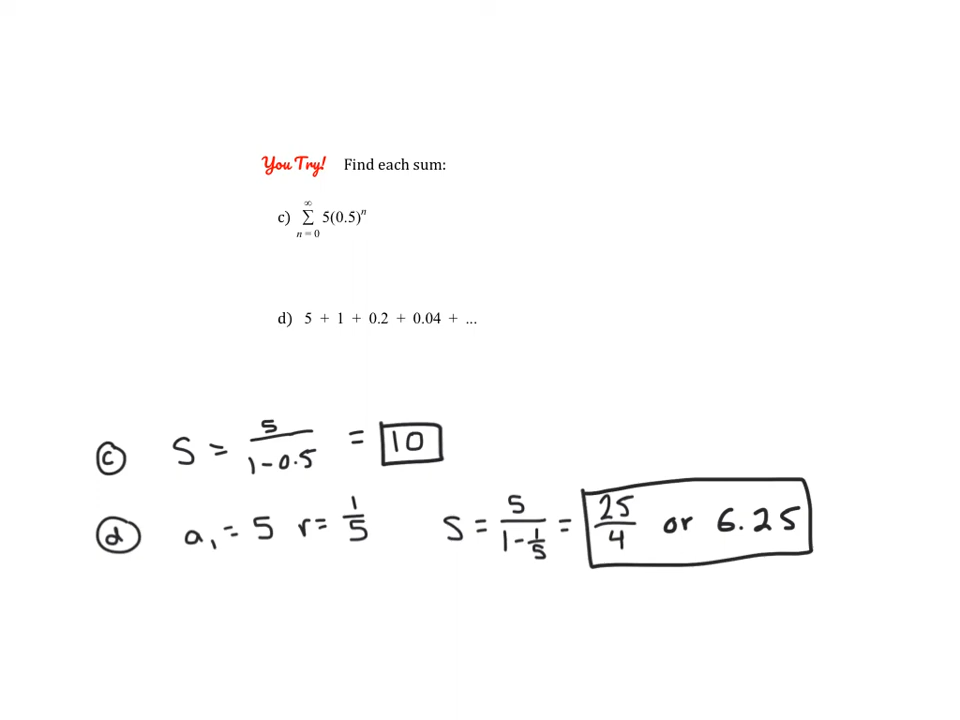 You Try! Find each sum:
∞
c) Σ 5(0.5)ⁿ
n = 0
d) 5 + 1 + 0.2 + 0.04 + ...
ⓒ S = 5/(1-0.5) = 10
ⓓ a₁ = 5 r = 1/5 S = 5/(1-1/5) = 25/4 or 6.25